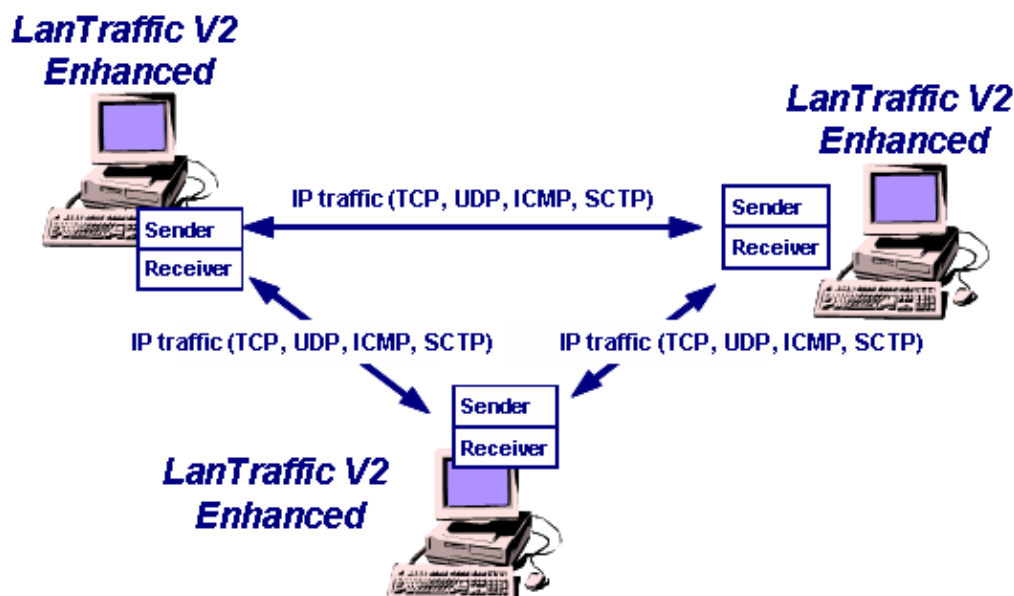 LanTraffic V2
Enhanced
LanTraffic V2
Enhanced
IP traffic (TCP, UDP, ICMP, SCTP)
Sender
Receiver
Sender
Receiver
IP traffic (TCP, UDP, ICMP, SCTP)
IP traffic (TCP, UDP, ICMP, SCTP)
Sender
Receiver
LanTraffic V2
Enhanced